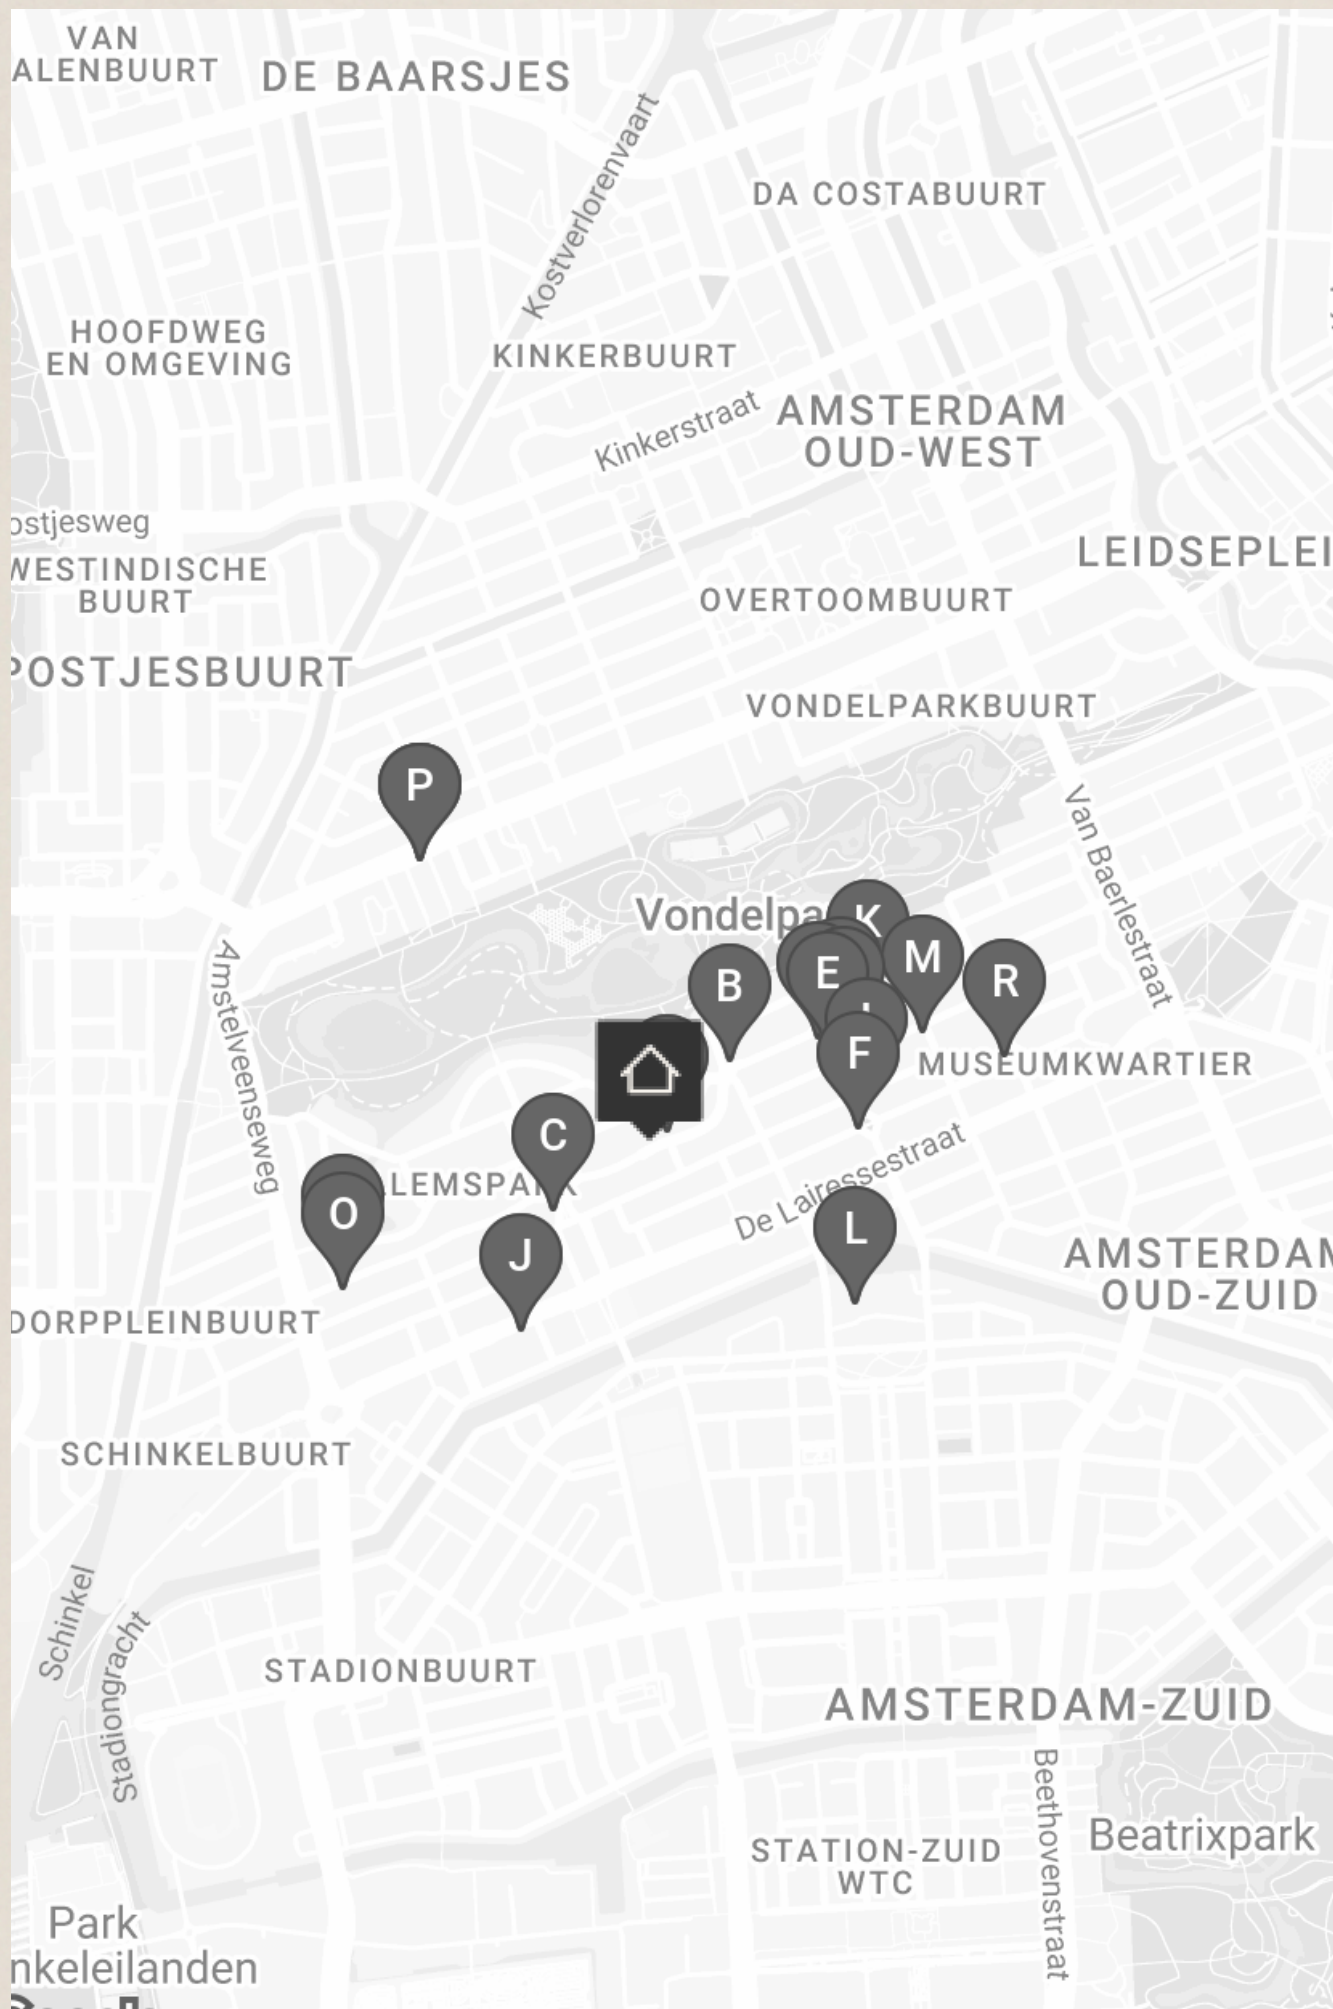 VAN
ALENBUURT
DE BAARSJES
Kostverlorenvaart
DA COSTABUURT
HOOFDWEG
EN OMGEVING
KINKERBUURT
Kinkerstraat
AMSTERDAM
OUD-WEST
ostjesweg
WESTINDISCHE
BUURT
LEIDSEPLEI
OVERTOOMBUURT
POSTJESBUURT
VONDELPARKBUURT
P
Van Baerlestraat
Vondelpa
K
M
E
R
B
Amstelveenseweg
F
MUSEUMKWARTIER
C
De Lairessestraat
LEMSPARK
O
L
J
AMSTERDAM
OUD-ZUID
DORPPLEINBUURT
SCHINKELBUURT
Schinkel
Stadiongracht
STADIONBUURT
AMSTERDAM-ZUID
Beethovenstraat
Beatrixpark
STATION-ZUID
WTC
Park
nkeleilanden